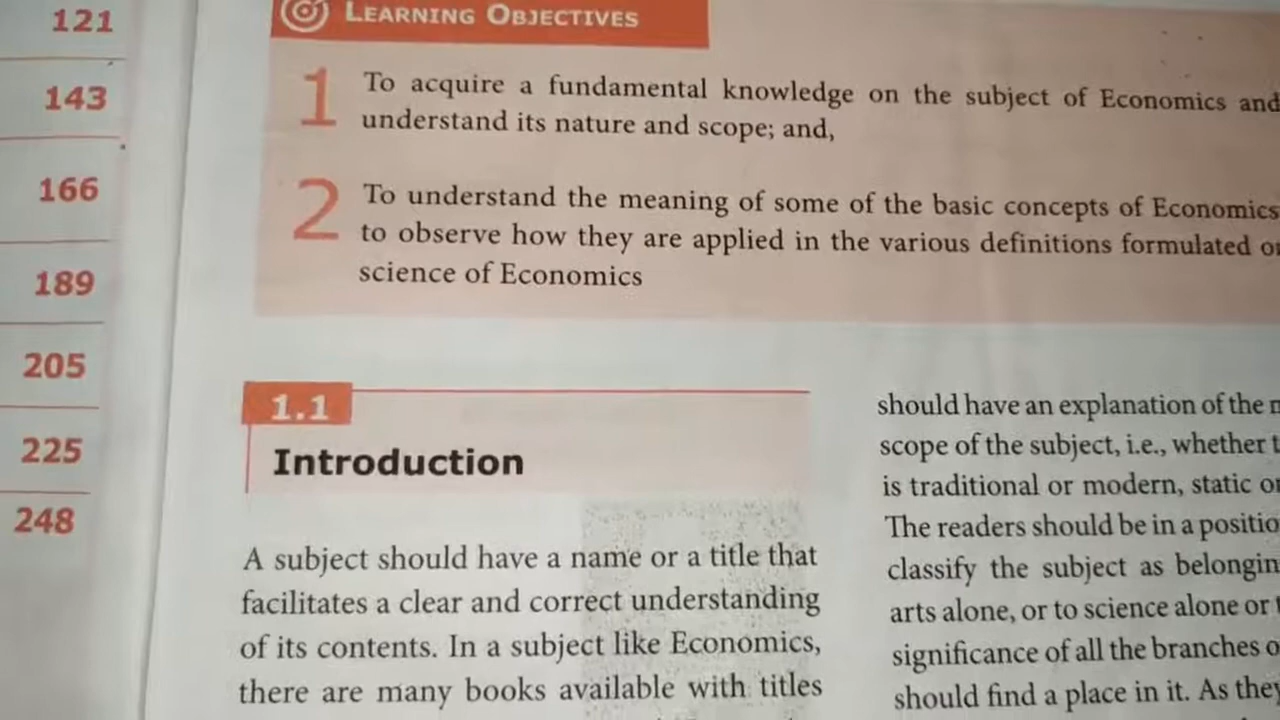 121
143
166
189
205
225
248
LEARNING OBJECTIVES
1
To acquire a fundamental knowledge on the subject of Economics and
understand its nature and scope; and,
2
To understand the meaning of some of the basic concepts of Economics
to observe how they are applied in the various definitions formulated
science of Economics
1.1
Introduction
A subject should have a name or a title that
facilitates a clear and correct understanding
of its contents. In a subject like Economics,
there are many books available with titles
should have an explanation of the
scope of the subject, i.e., whether
is traditional or modern, static
The readers should be in a
classify the subject as
arts alone, or to science alone or
significance of all the branches
should find a place in it. As they